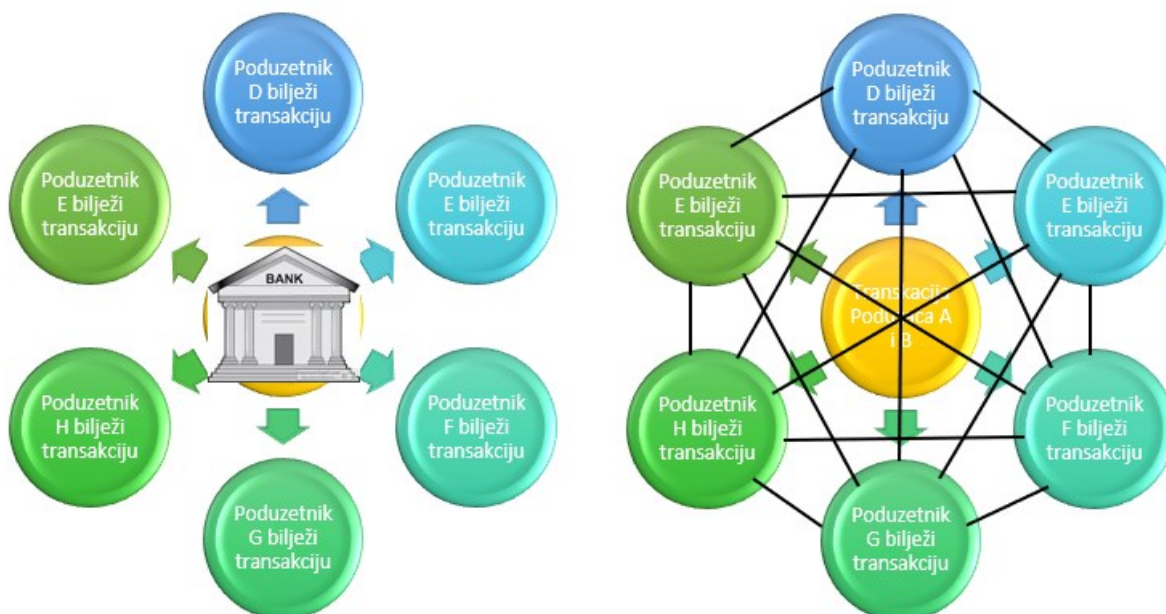 Poduzetnik
D bilježi
transakciju
Poduzetnik
E bilježi
transakciju
Poduzetnik
E bilježi
transakciju
BANK
Poduzetnik
H bilježi
transakciju
Poduzetnik
F bilježi
transakciju
Poduzetnik
G bilježi
transakciju
Poduzetnik
D bilježi
transakciju
Poduzetnik
E bilježi
transakciju
Poduzetnik
E bilježi
transakciju
Transkacija
A
i B
Poduzetnik
H bilježi
transakciju
Poduzetnik
F bilježi
transakciju
Poduzetnik
G bilježi
transakciju